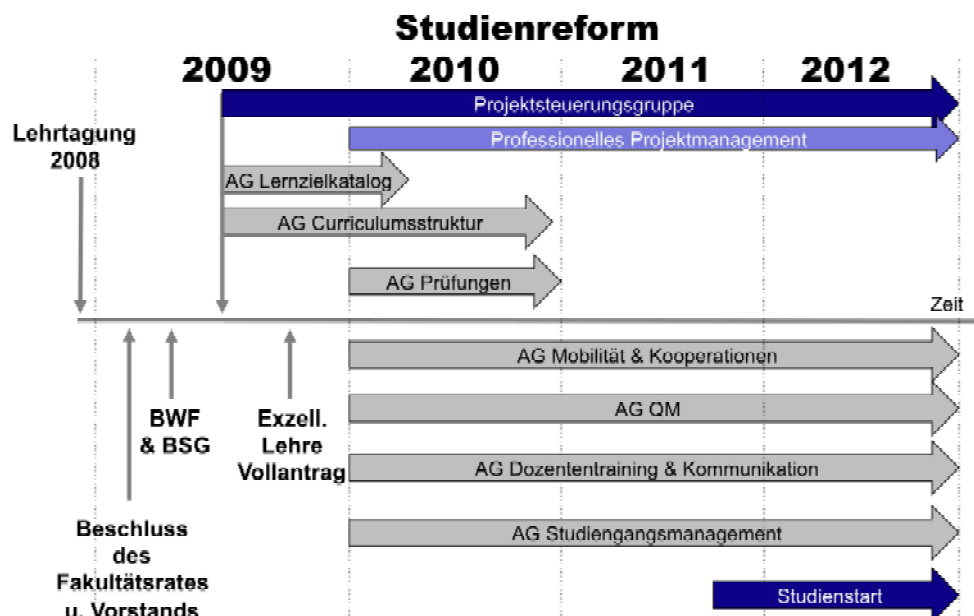 Studienreform
2009 2010 2011 2012
Projektsteuerungsgruppe
Lehrtagung
2008
Professionelles Projektmanagement
AG Lernzielkatalog
AG Curriculumsstruktur
AG Prüfungen
Zeit
AG Mobilität & Kooperationen
BWF
& BSG
Exzell.
Lehre
Vollantrag
AG QM
AG Dozententraining & Kommunikation
Beschluss
des
Fakultätsrates
u. Vorstands
AG Studiengangsmanagement
Studienstart